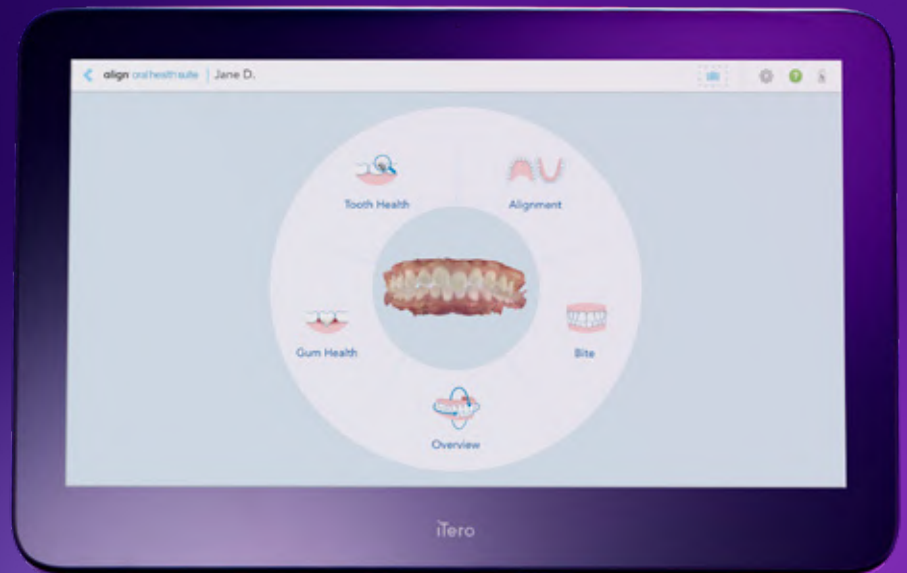 align oral health suite | Jane D.
Tooth Health
Alignment
Gum Health
Bite
Overview
iTero